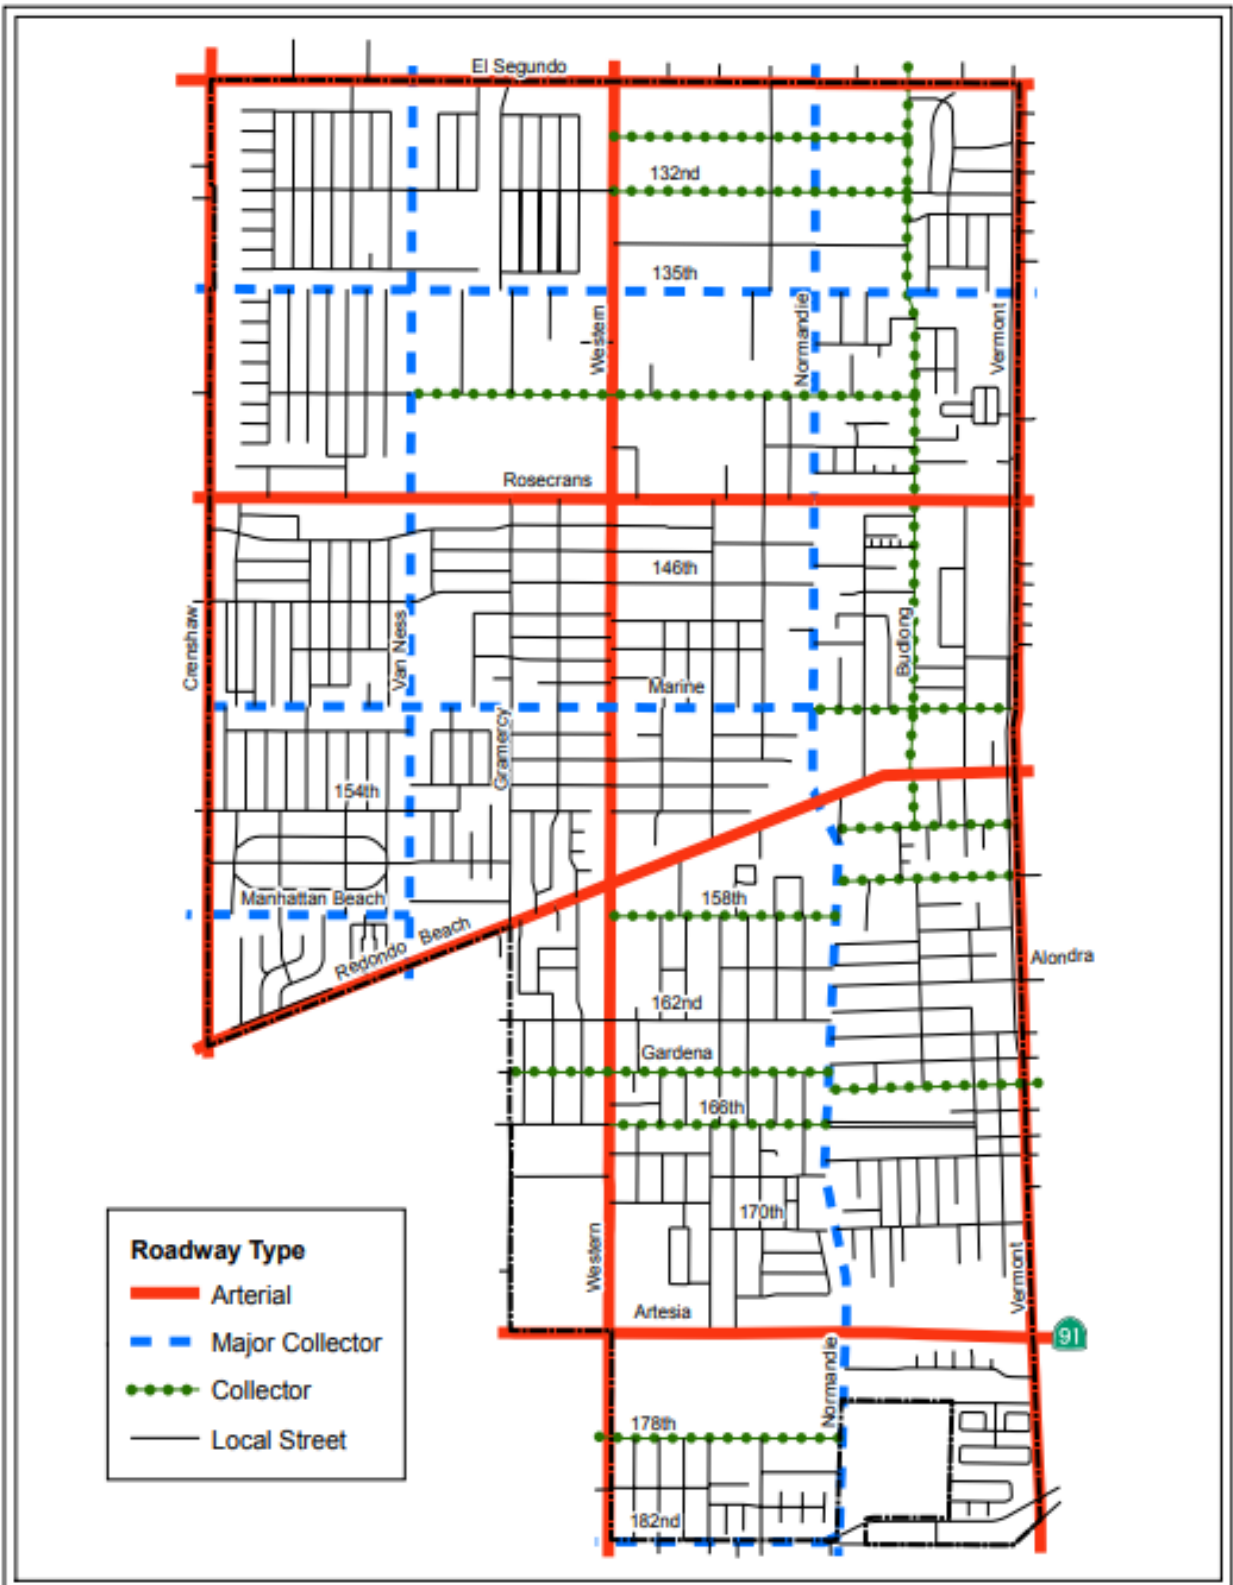 El Segundo
132nd
135th
Western
Normandie
Vermont
Rosecrans
146th
Crenshaw
Van Ness
Budlong
Marine
Gramercy
154th
Manhattan Beach
158th
Redondo Beach
Alondra
162nd
Gardena
166th
170th
Western
Vermont
Artesia
91
Normandie
178th
182nd
Roadway Type
Arterial
Major Collector
Collector
Local Street